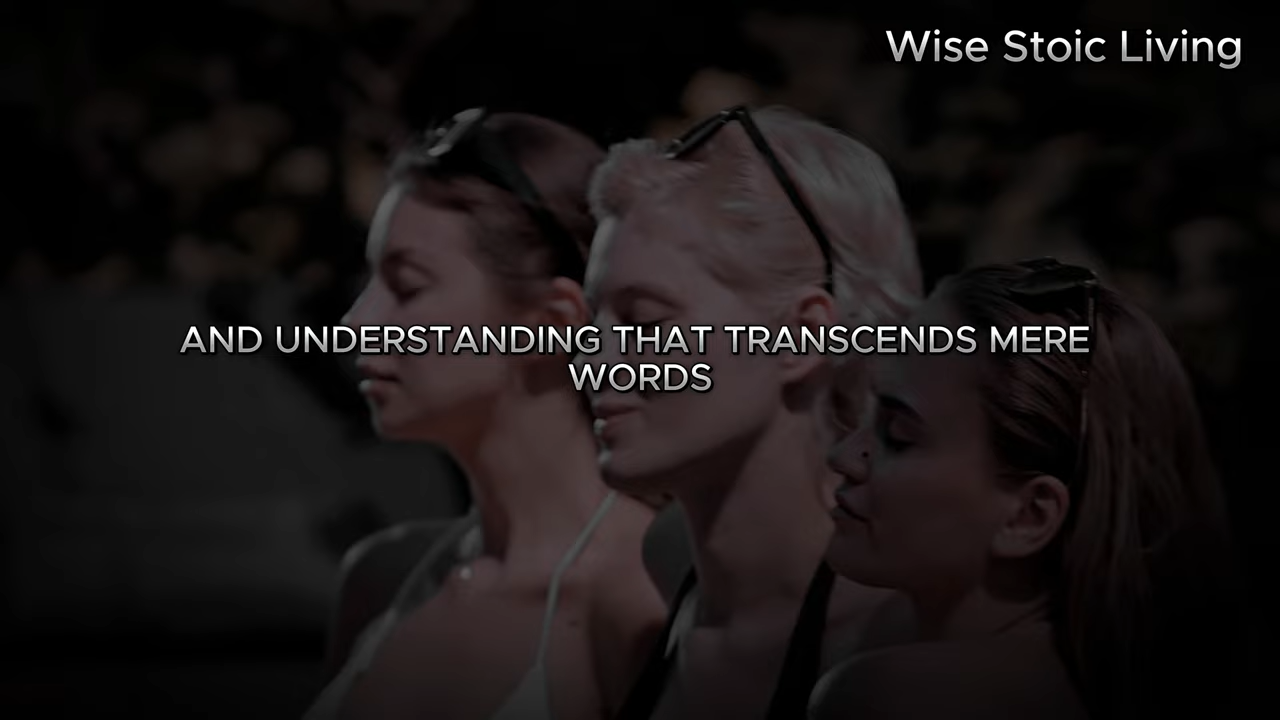 Wise Stoic Living
AND UNDERSTANDING THAT TRANSCENDS MERE
WORDS